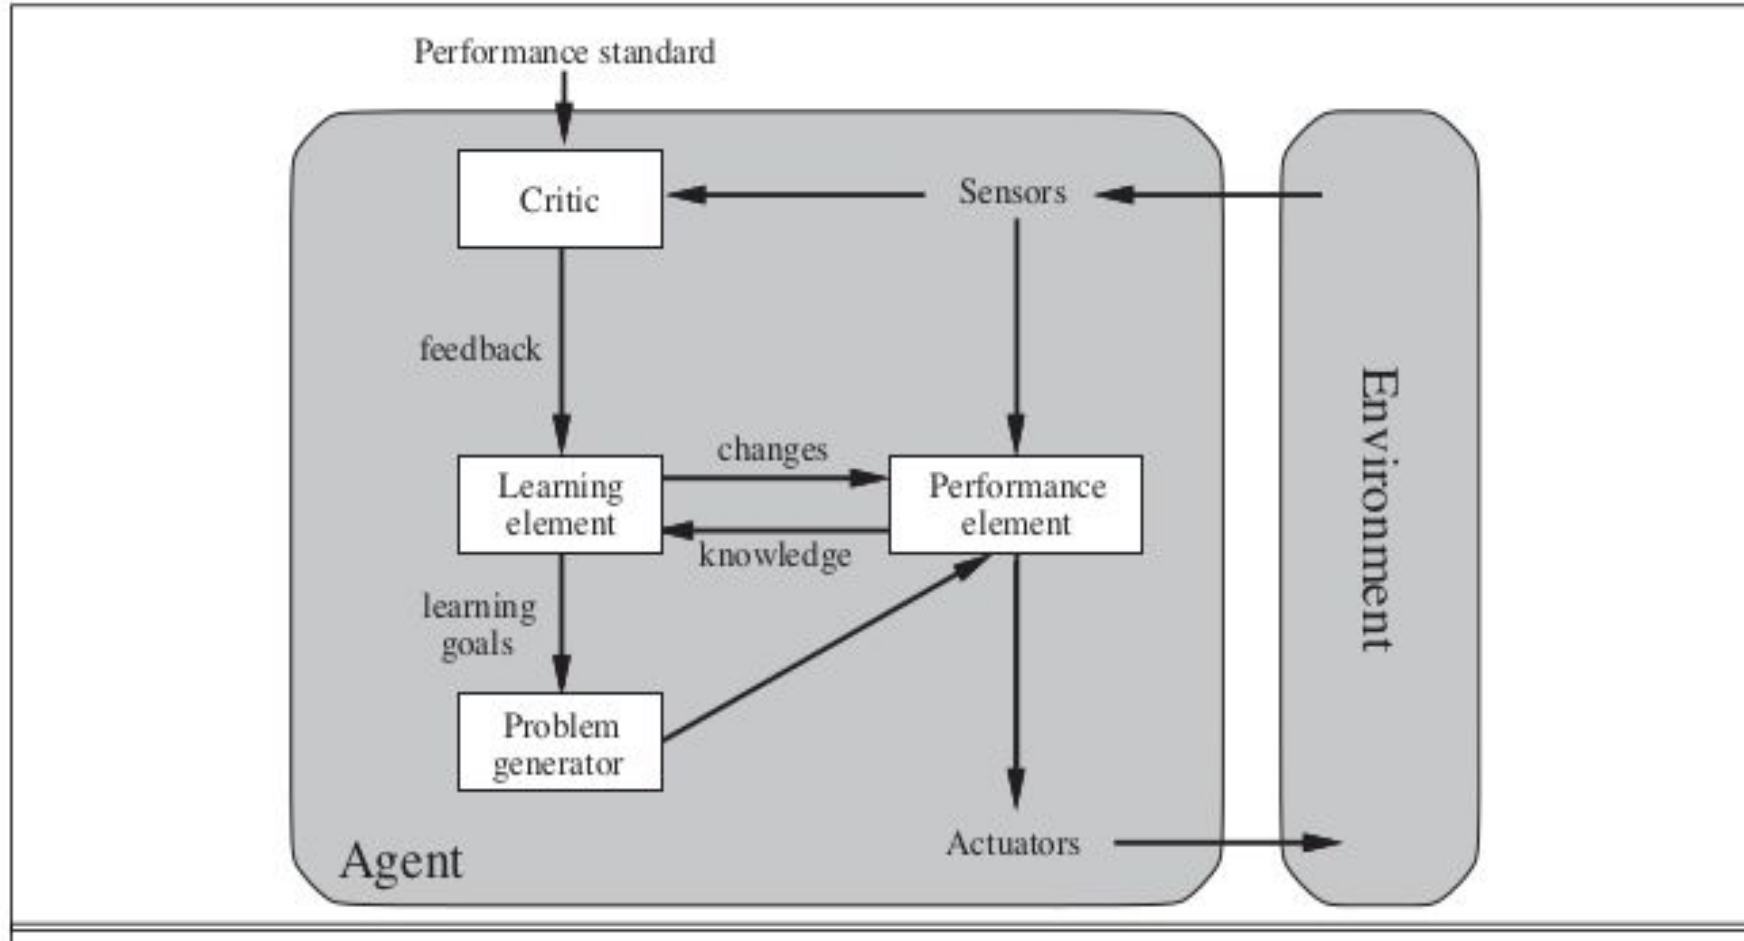 Performance standard
Critic
Sensors
feedback
changes
Learning
element
Performance
element
knowledge
learning
goals
Problem
generator
Agent
Actuators
Environment